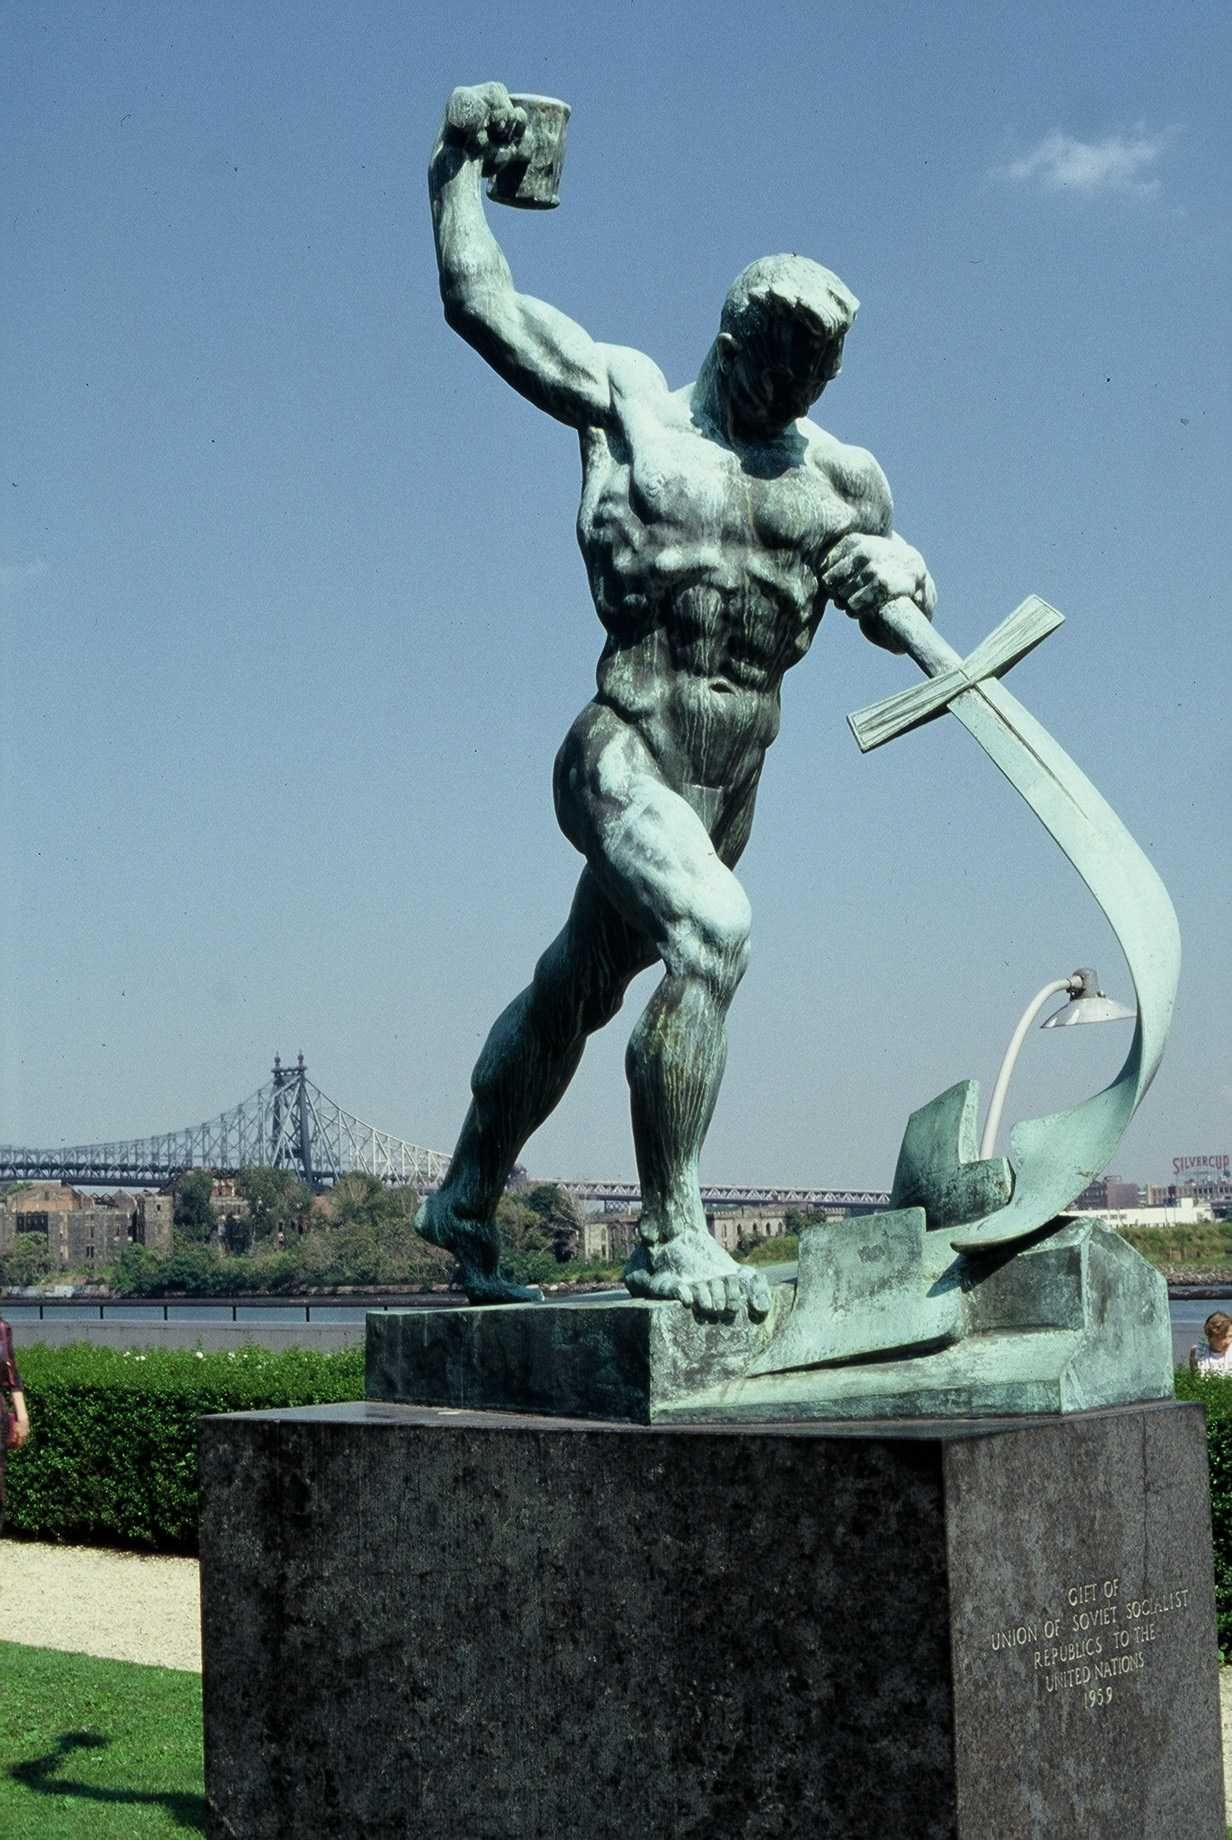 SILVERCUP
GIFT OF
UNION OF SOVIET SOCIALIST
REPUBLICS TO THE
UNITED NATIONS
1959